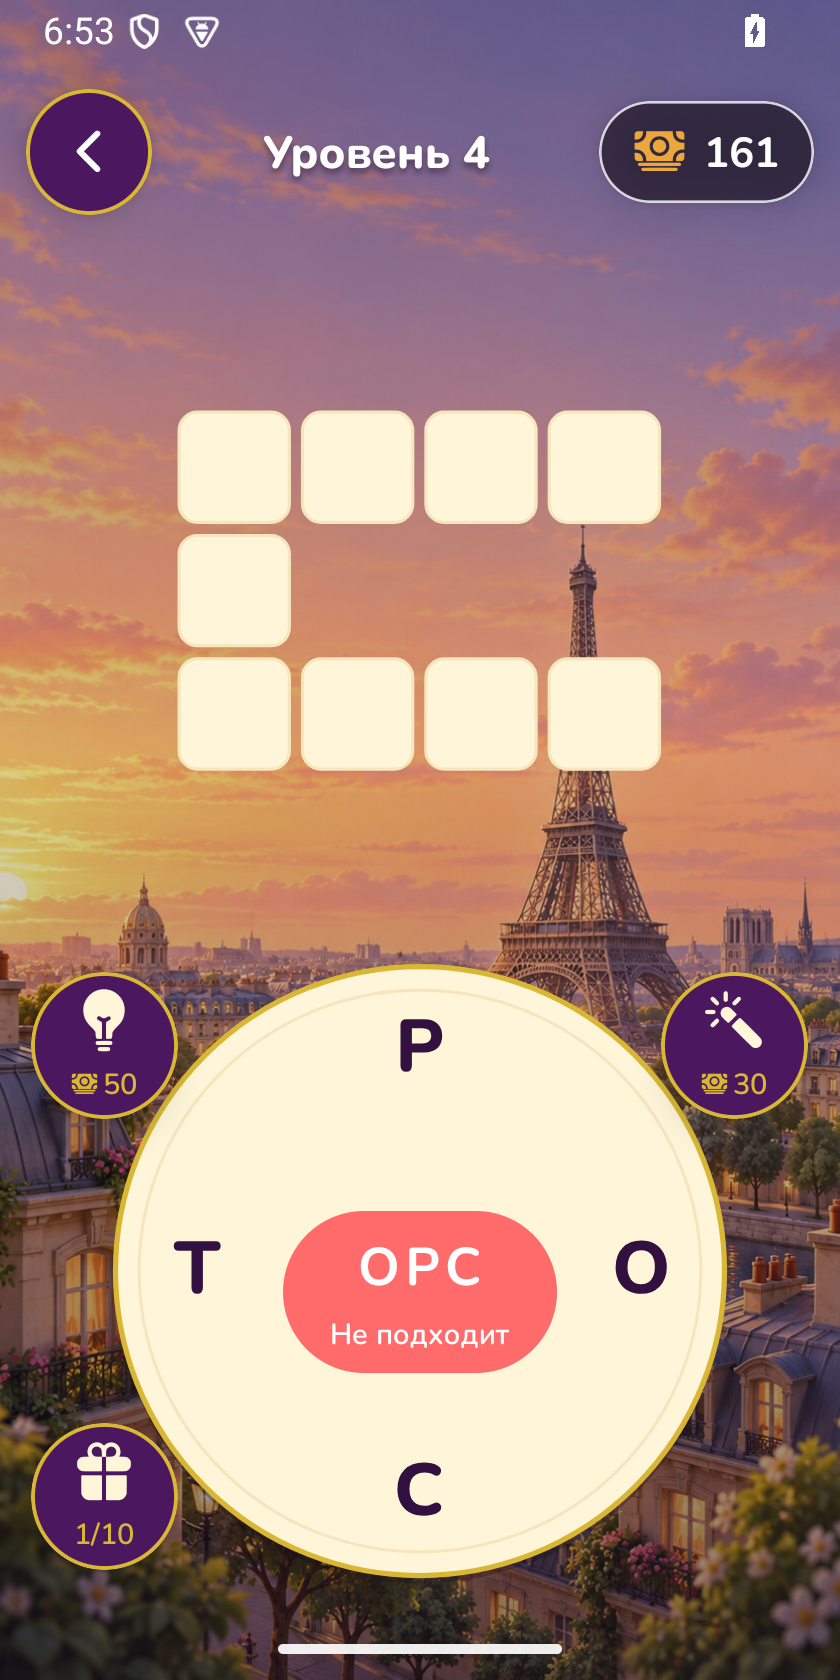 6:53
Уровень 4
161
50
30
Р
Т
О
ОРС
Не подходит
С
1/10